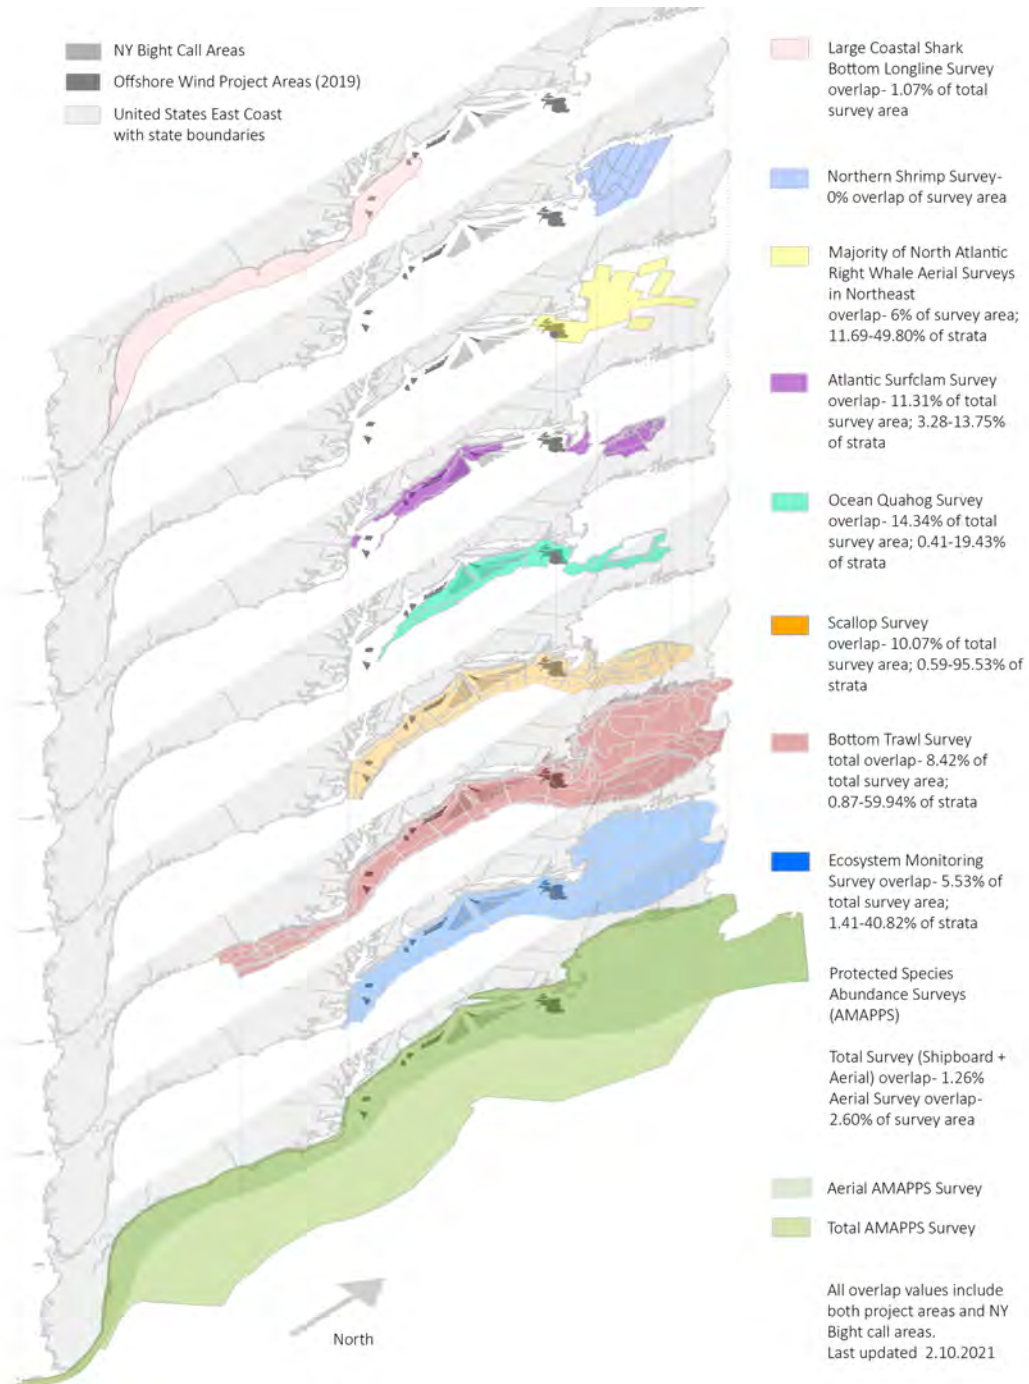 NY Bight Call Areas
Offshore Wind Project Areas (2019)
United States East Coast
with state boundaries
Large Coastal Shark
Bottom Longline Survey
overlap- 1.07% of total
survey area
Northern Shrimp Survey-
0% overlap of survey area
Majority of North Atlantic
Right Whale Aerial Surveys
in Northeast
overlap- 6% of survey area;
11.69-49.80% of strata
Atlantic Surfclam Survey
overlap- 11.31% of total
survey area; 3.28-13.75%
of strata
Ocean Quahog Survey
overlap- 14.34% of total
survey area; 0.41-19.43%
of strata
Scallop Survey
overlap- 10.07% of total
survey area; 0.59-95.53% of
strata
Bottom Trawl Survey
total overlap- 8.42% of
total survey area;
0.87-59.94% of strata
Ecosystem Monitoring
Survey overlap- 5.53% of
total survey area;
1.41-40.82% of strata
Protected Species
Abundance Surveys
(AMAPPS)
Total Survey (Shipboard +
Aerial) overlap- 1.26%
Aerial Survey overlap-
2.60% of survey area
Aerial AMAPPS Survey
Total AMAPPS Survey
All overlap values include
both project areas and NY
Bight call areas.
Last updated 2.10.2021
North